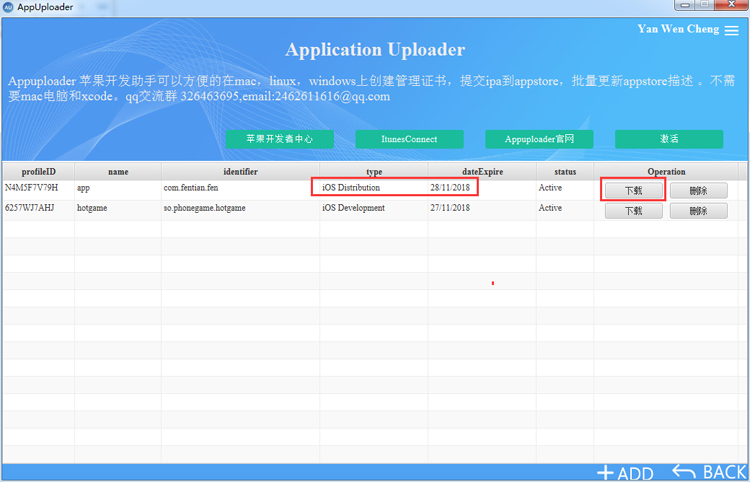 AppUploader
Yan Wen Cheng
Application Uploader
Appuploader 苹果开发助手可以方便的在mac，linux，windows上创建管理证书，提交ipa到appstore，批量更新appstore描述 。不需
要mac电脑和xcode。qq交流群 326463695,email:2462611616@qq.com
苹果开发者中心 ItunesConnect Appuploader官网 激活
profileID name identifier type dateExpire status Operation
N4M5F7V79H app com.fentian.fen iOS Distribution 28/11/2018 Active 下载 删除
6257WJ7AHJ hotgame so.phonegame.hotgame iOS Development 27/11/2018 Active 下载 删除
ADD BACK